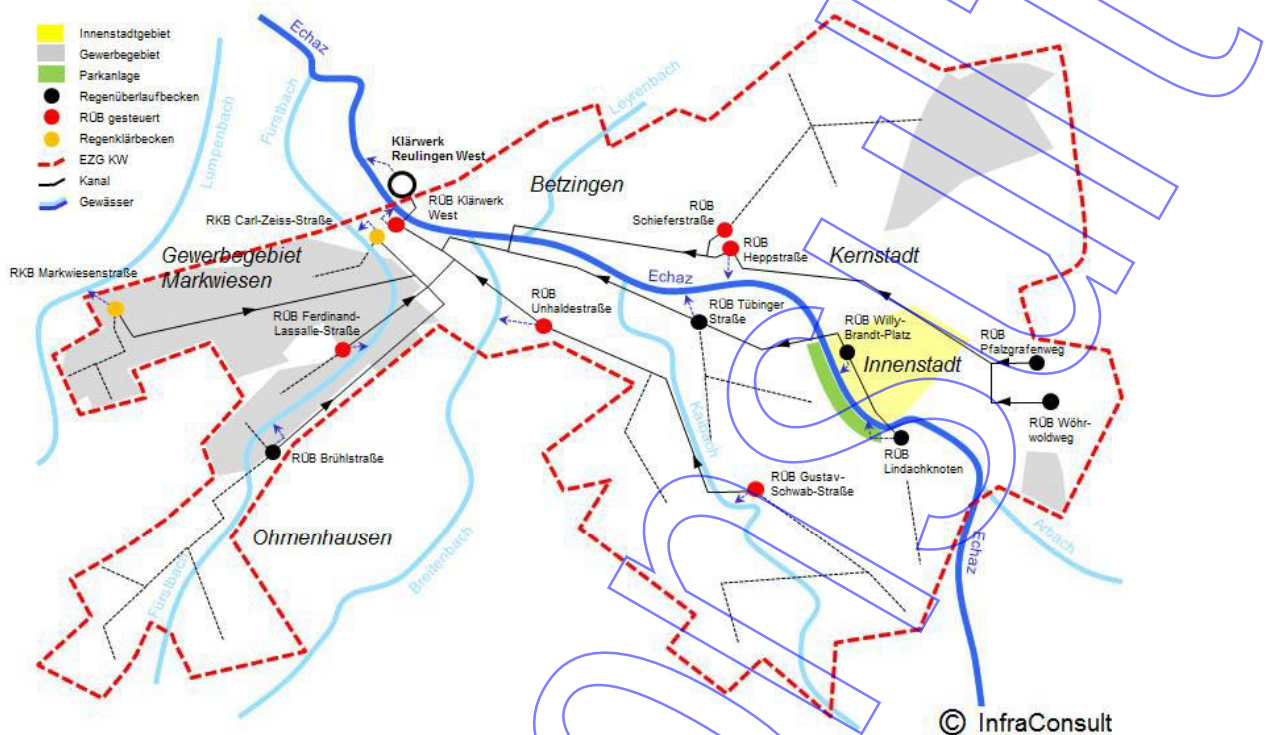 Innenstadtgebiet
Gewerbegebiet
Parkanlage
Regenüberlaufbecken
RÜB gesteuert
Regenklärbecken
EZG KW
Kanal
Gewässer
Echaz
Lumpenbach
Fürstbach
Leyrenbach
Klärwerk
Reulingen West
Betzingen
RÜB Klärwerk
West
RKB Carl-Zeiss-Straße
RÜB
Schieferstraße
RÜB
Heppstraße
Kernstadt
Gewerbegebiet
Markwiesen
RKB Markwiesenstraße
Echaz
RÜB
Unhaldestraße
RÜB Tübinger
Straße
RÜB Ferdinand-
Lassalle-Straße
RÜB Willy-
Brandt-Platz
Innenstadt
RÜB
Pfalzgrafenweg
RÜB Wöhr-
woldweg
Kaibach
RÜB Brühlstraße
RÜB
Lindachknoten
RÜB Gustav-
Schwab-Straße
Ohmenhausen
Fürstbach
Breitenbach
Echaz
Arbach
© InfraConsult